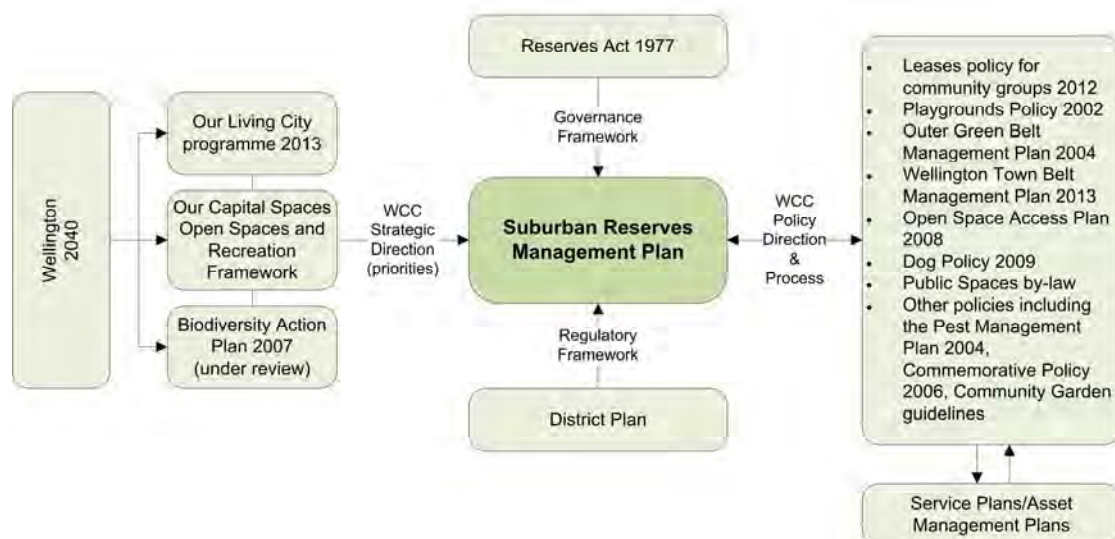 Wellington
2040
Our Living City
programme 2013
Our Capital Spaces
Open Spaces and
Recreation
Framework
Biodiversity Action
Plan 2007
(under review)
WCC
Strategic
Direction
(priorities)
Reserves Act 1977
Governance
Framework
Suburban Reserves
Management Plan
Regulatory
Framework
District Plan
WCC
Policy
Direction
&
Process
• Leases policy for
community groups 2012
• Playgrounds Policy 2002
• Outer Green Belt
Management Plan 2004
• Wellington Town Belt
Management Plan 2013
• Open Space Access Plan
2008
• Dog Policy 2009
• Public Spaces by-law
• Other policies including
the Pest Management
Plan 2004,
Commemorative Policy
2006, Community Garden
guidelines
Service Plans/Asset
Management Plans